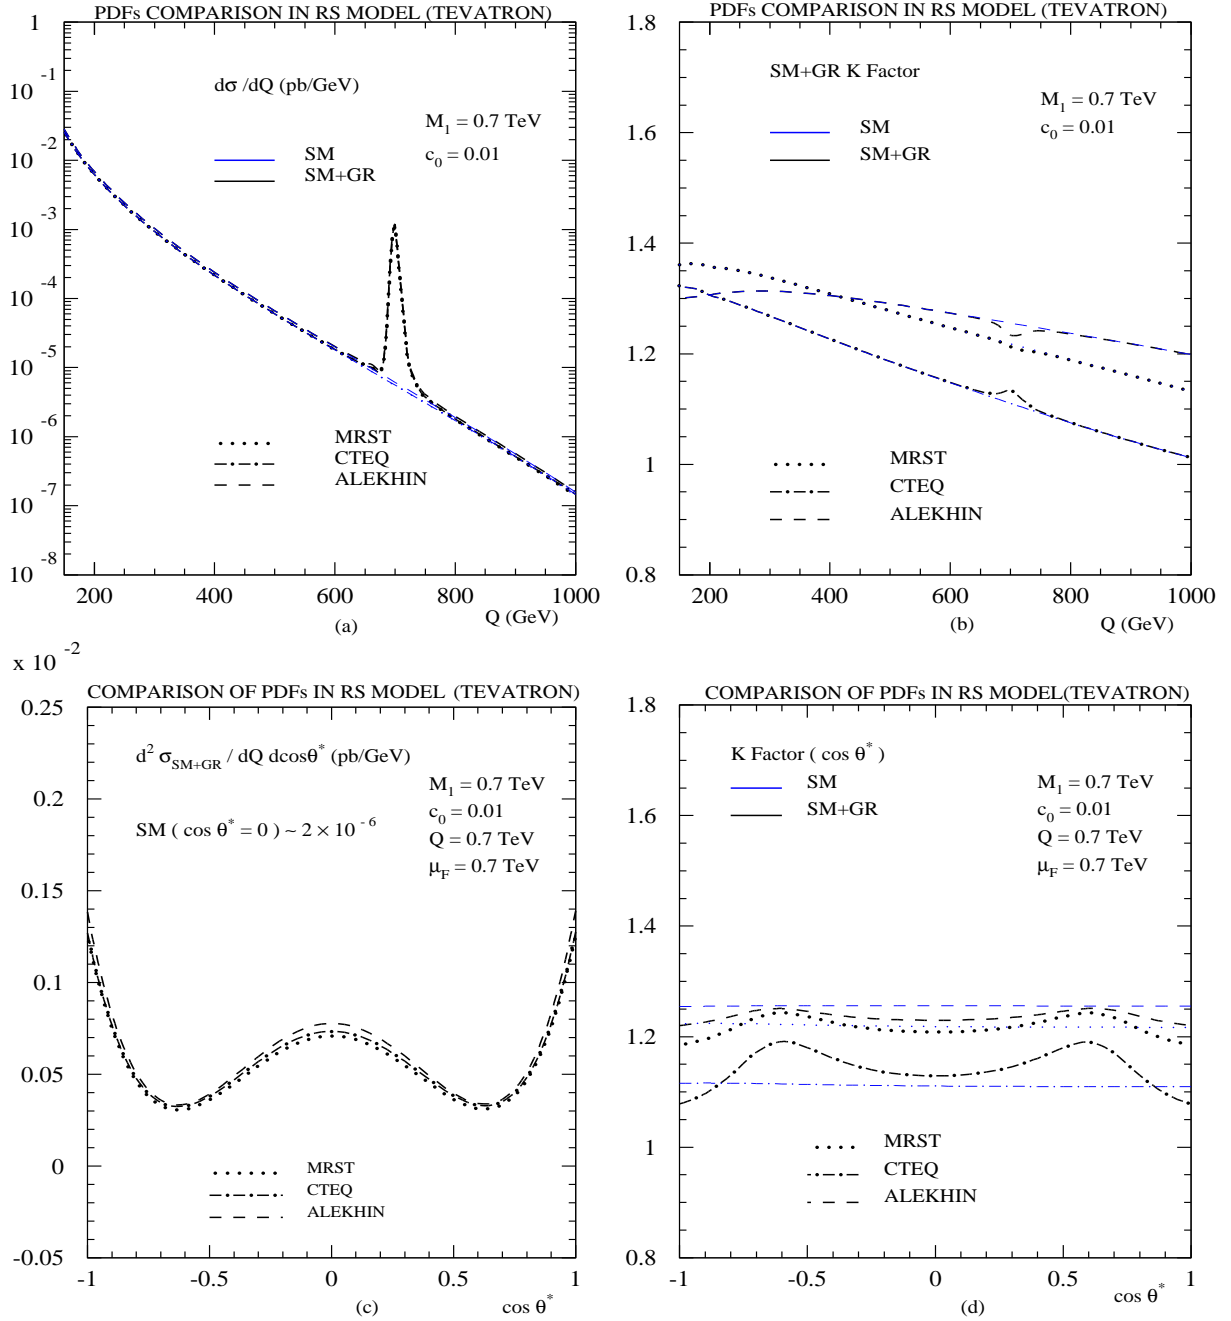 PDFs COMPARISON IN RS MODEL (TEVATRON)
dσ /dQ (pb/GeV)
M₁ = 0.7 TeV
c₀ = 0.01
SM
SM+GR
MRST
CTEQ
ALEKHIN
1
10⁻¹
10⁻²
10⁻³
10⁻⁴
10⁻⁵
10⁻⁶
10⁻⁷
10⁻⁸
200 400 600 800 1000
Q (GeV)
(a)
PDFs COMPARISON IN RS MODEL (TEVATRON)
SM+GR K Factor
M₁ = 0.7 TeV
c₀ = 0.01
SM
SM+GR
MRST
CTEQ
ALEKHIN
1.8
1.6
1.4
1.2
1
0.8
200 400 600 800 1000
Q (GeV)
(b)
x 10⁻²
COMPARISON OF PDFs IN RS MODEL (TEVATRON)
d² σ_SM+GR / dQ dcosθ* (pb/GeV)
M₁ = 0.7 TeV
c₀ = 0.01
SM ( cos θ* = 0 ) ~ 2 × 10⁻⁶
Q = 0.7 TeV
μ_F = 0.7 TeV
MRST
CTEQ
ALEKHIN
0.25
0.2
0.15
0.1
0.05
0
-0.05
-1 -0.5 0 0.5 1
cos θ*
(c)
COMPARISON OF PDFs IN RS MODEL(TEVATRON)
K Factor ( cos θ* )
SM
SM+GR
M₁ = 0.7 TeV
c₀ = 0.01
Q = 0.7 TeV
μ_F = 0.7 TeV
MRST
CTEQ
ALEKHIN
1.8
1.6
1.4
1.2
1
0.8
-1 -0.5 0 0.5 1
cos θ*
(d)